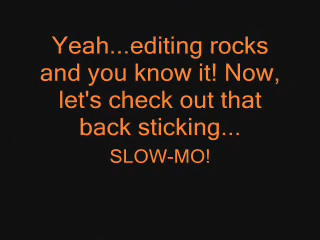 Yeah...editing rocks
and you know it! Now,
let's check out that
back sticking...
SLOW-MO!